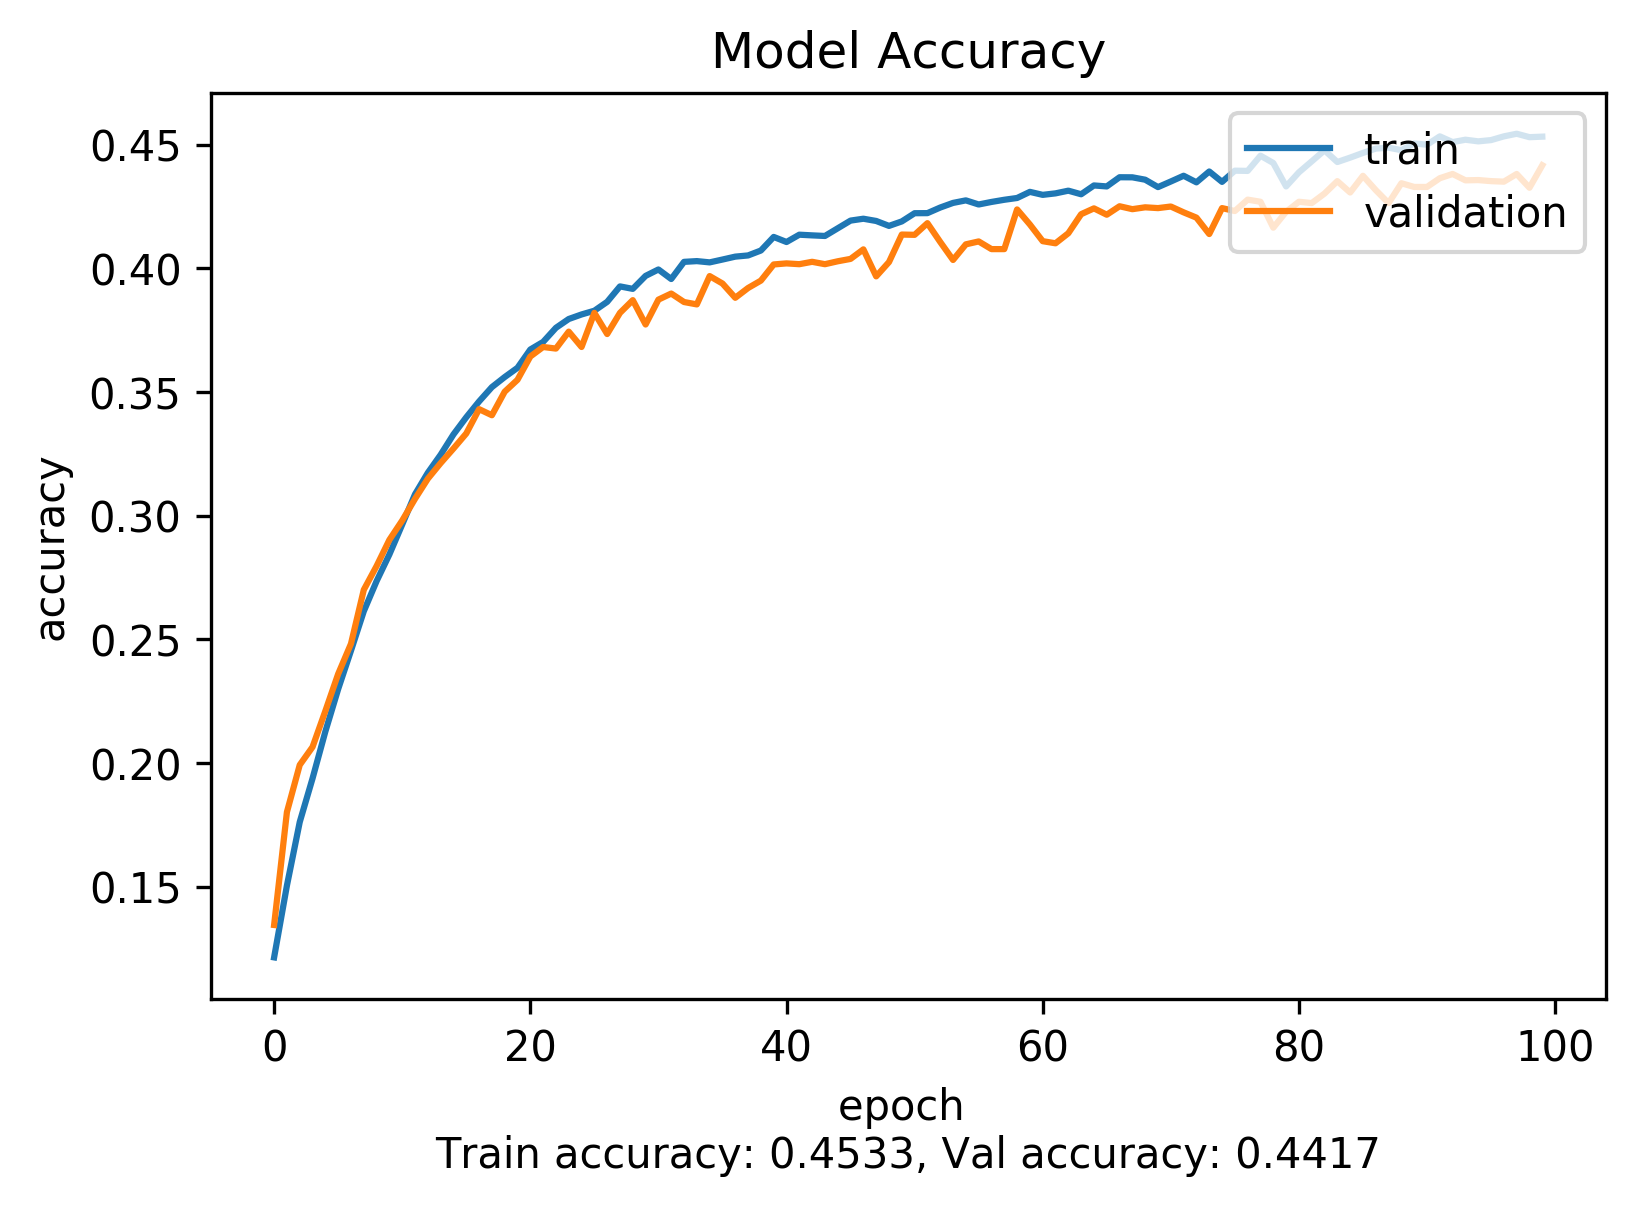 Model Accuracy
0.45
0.40
0.35
0.30
0.25
0.20
0.15
accuracy
train
validation
0 20 40 60 80 100
epoch
Train accuracy: 0.4533, Val accuracy: 0.4417